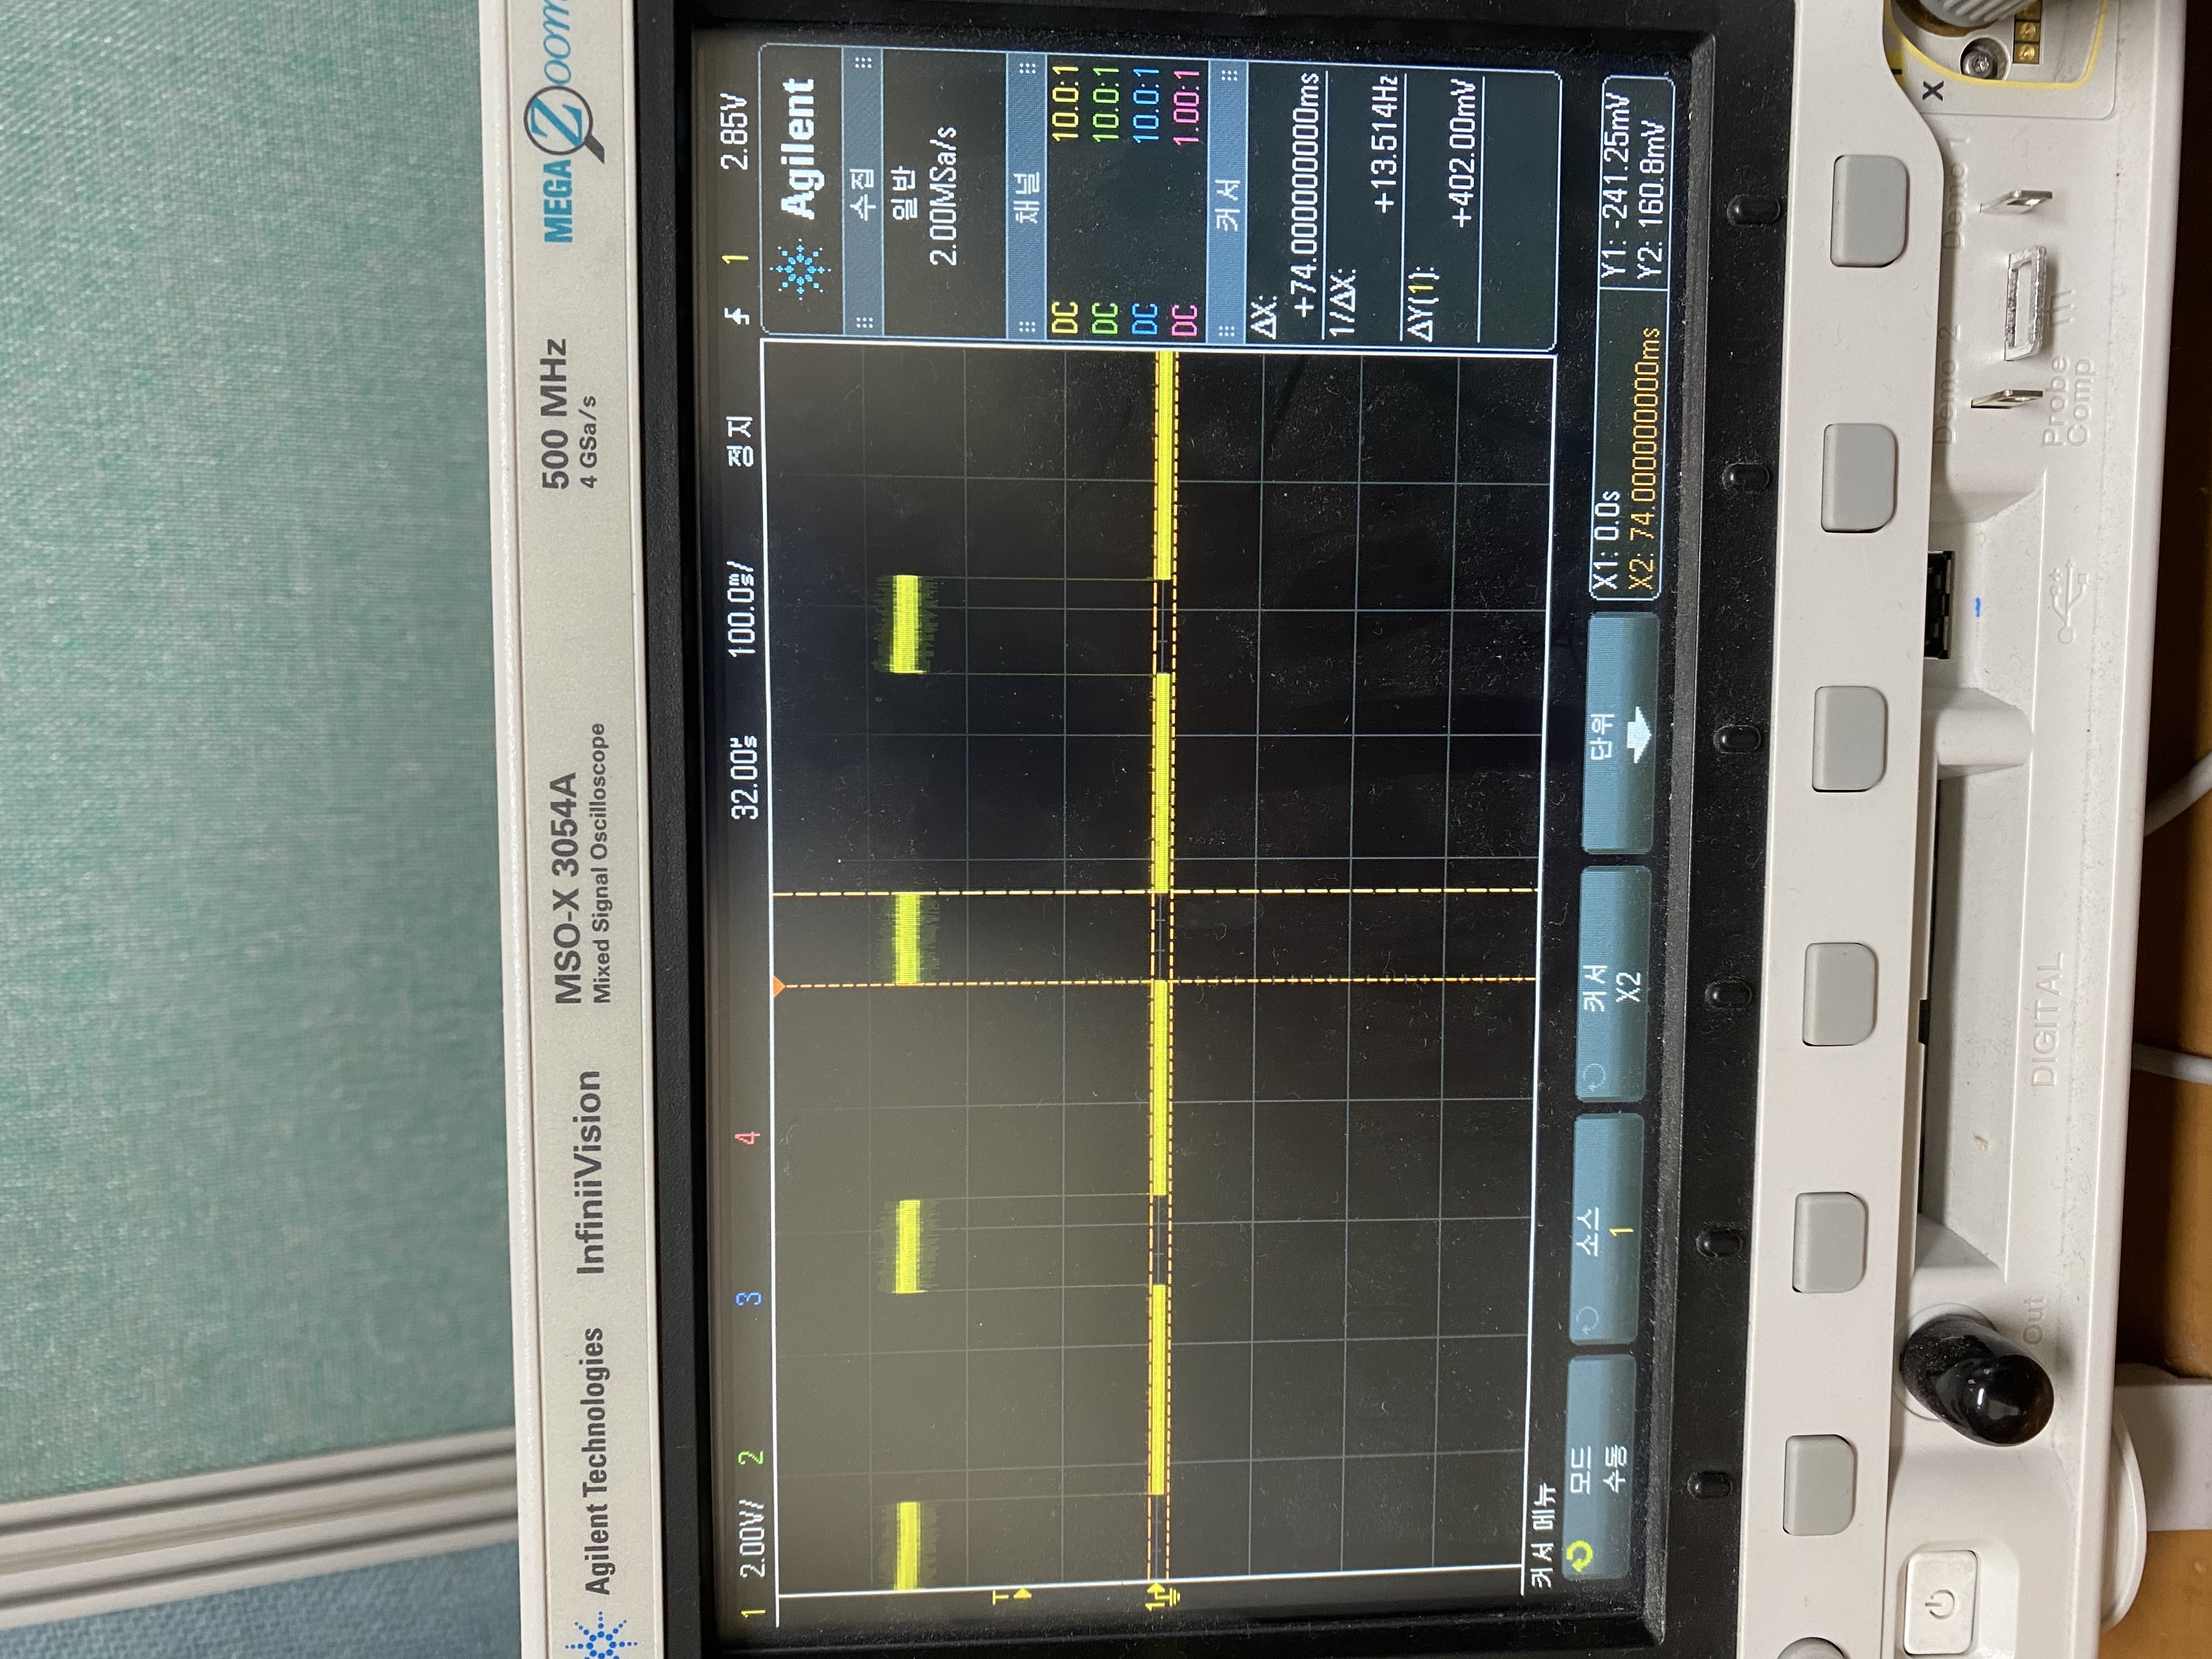 Agilent Technologies InfiniiVision MSO-X 3054A 500 MHz MEGA Zoom
Mixed Signal Oscilloscope 4 GSa/s
1 2.00V/ 2 3 4 32.00µs 100.0ms/ 정지 1 2.85V
Agilent
수집
일반
2.00MSa/s
T
채널
DC 10.0:1
DC 10.0:1
DC 10.0:1
DC 1.00:1
1
커서
ΔX:
+74.000000000ms
1/ΔX:
+13.514Hz
ΔY(1):
+402.00mV
커서 메뉴
모드
수동
소스
1
커서
X2
단위
X1: 0.0s
X2: 74.000000000ms
Y1: -241.25mV
Y2: 160.8mV
X
Demo 2 Demo 1
Out
DIGITAL
Probe
Comp